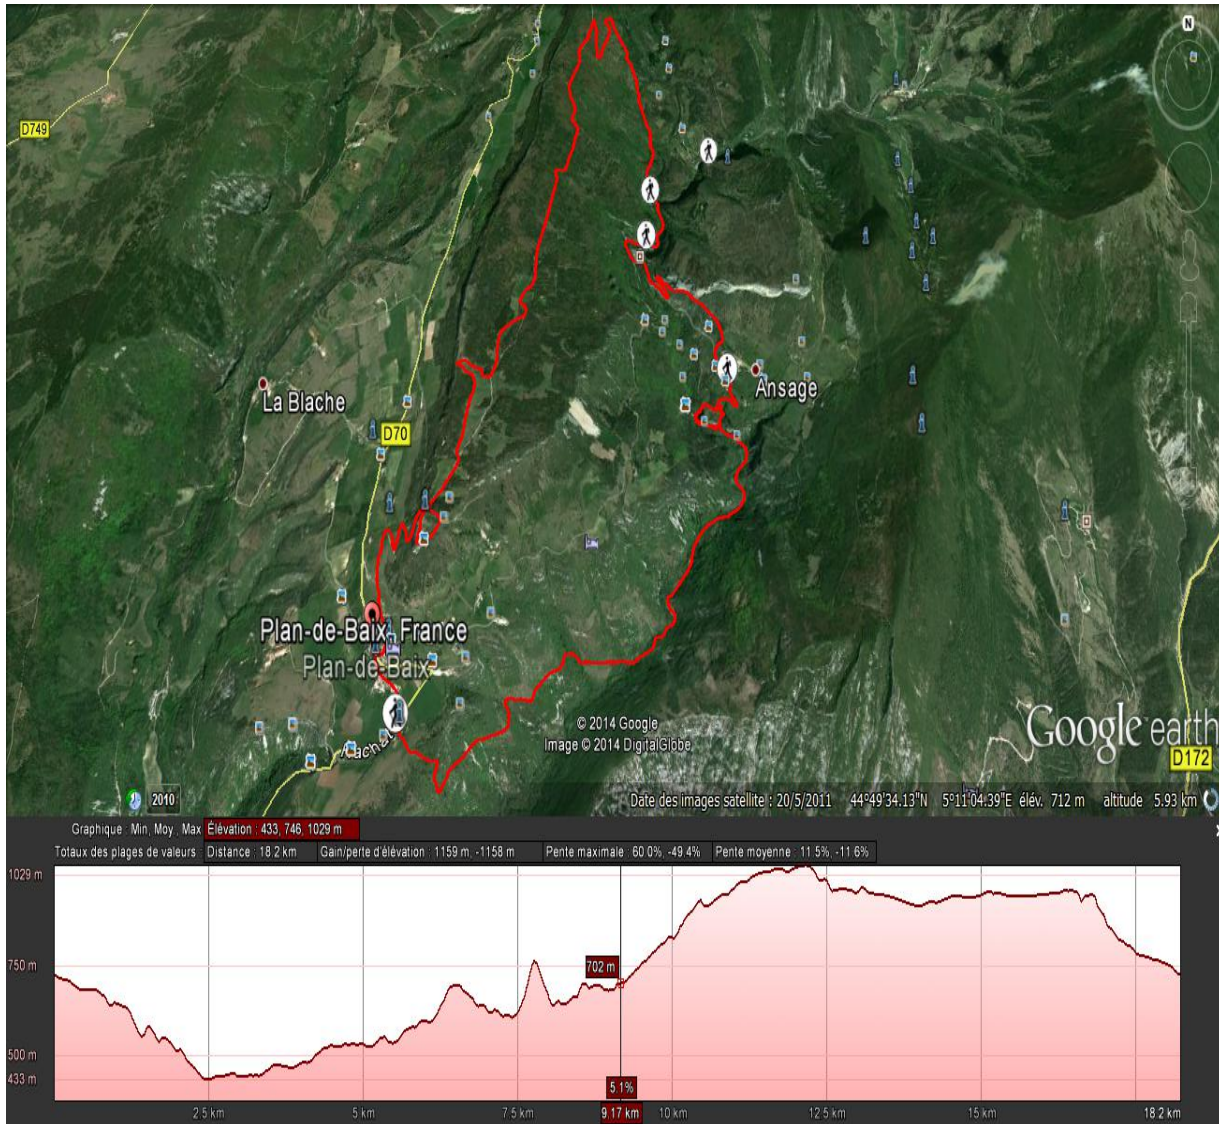 N
D749
La Blache
D70
Ansage
Plan-de-Baix, France
Plan-de-Baix
© 2014 Google
Image © 2014 DigitalGlobe
Google earth
D172
2010
Date des images satellite : 20/5/2011 44°49'34.13"N 5°11'04.39"E élév. 712 m altitude 5.93 km
Graphique : Min, Moy., Max Élévation : 433, 746, 1029 m
Totaux des plages de valeurs : Distance : 18.2 km Gain/perte d'élévation : 1159 m, -1158 m Pente maximale : 60.0%, -49.4% Pente moyenne : 11.5%, -11.6%
1029 m
750 m
702 m
500 m
433 m
5.1%
2.5 km 5 km 7.5 km 9.17 km 10 km 12.5 km 15 km 18.2 km